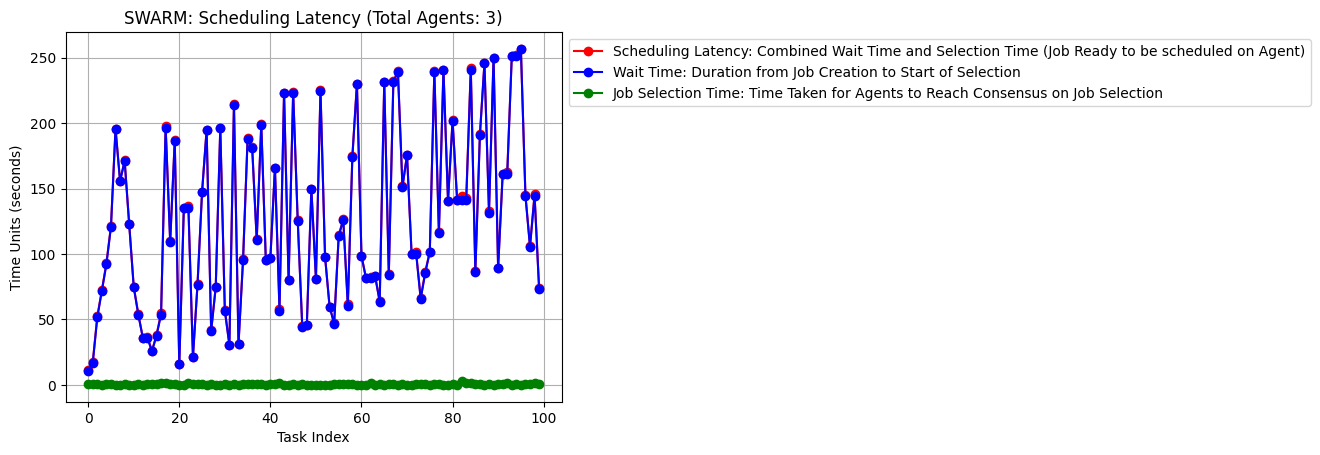 SWARM: Scheduling Latency (Total Agents: 3)
Scheduling Latency: Combined Wait Time and Selection Time (Job Ready to be scheduled on Agent)
Wait Time: Duration from Job Creation to Start of Selection
Job Selection Time: Time Taken for Agents to Reach Consensus on Job Selection
Time Units (seconds)
250
200
150
100
50
0
0 20 40 60 80 100
Task Index